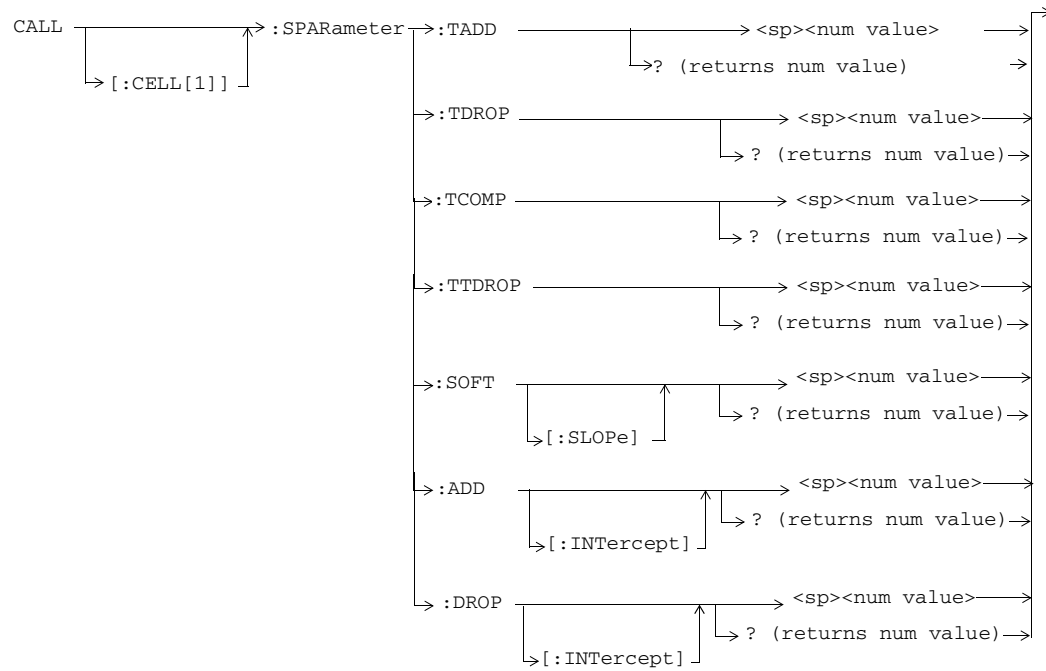 CALL :SPARameter :TADD <sp><num value>
[:CELL[1]] ? (returns num value)
:TDROP <sp><num value>
? (returns num value)
:TCOMP <sp><num value>
? (returns num value)
:TTDROP <sp><num value>
? (returns num value)
:SOFT <sp><num value>
? (returns num value)
[:SLOPe]
:ADD <sp><num value>
? (returns num value)
[:INTercept]
:DROP <sp><num value>
? (returns num value)
[:INTercept]